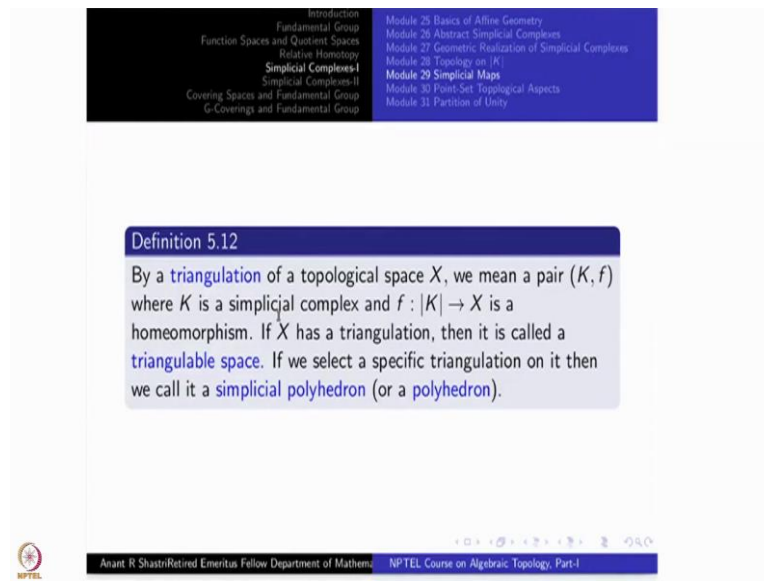 Introduction
Fundamental Group
Function Spaces and Quotient Spaces
Relative Homotopy
Simplicial Complexes-I
Simplicial Complexes-II
Covering Spaces and Fundamental Group
G-Coverings and Fundamental Group
Module 25 Basics of Affine Geometry
Module 26 Abstract Simplicial Complexes
Module 27 Geometric Realization of Simplicial Complexes
Module 28 Topology on |K|
Module 29 Simplicial Maps
Module 30 Point-Set Topplogical Aspects
Module 31 Partition of Unity
Definition 5.12
By a triangulation of a topological space X, we mean a pair (K, f)
where K is a simplicial complex and f : |K| → X is a
homeomorphism. If X has a triangulation, then it is called a
triangulable space. If we select a specific triangulation on it then
we call it a simplicial polyhedron (or a polyhedron).
NPTEL
Anant R ShastriRetired Emeritus Fellow Department of Mathema
NPTEL Course on Algebraic Topology, Part-I